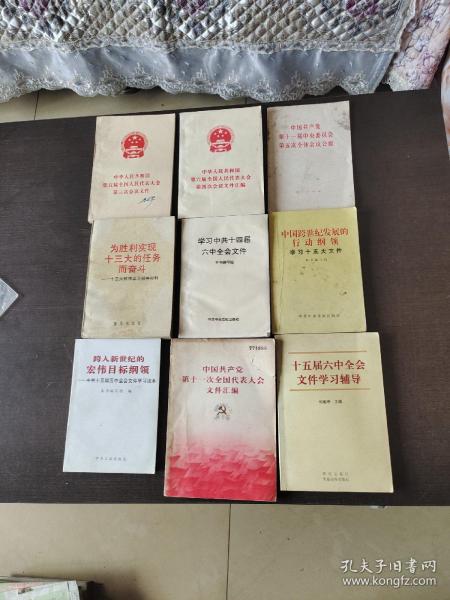 中华人民共和国
第五届全国人民代表大会
第三次会议文件
中华人民共和国
第六届全国人民代表大会
第四次会议文件汇编
中国共产党
第十一届中央委员会
第五次全体会议公报
为胜利实现
十三大的任务
而奋斗
学习中共十四届
六中全会文件
中国跨世纪发展的
行动纲领
学习十五大文件
跨入新世纪的
宏伟目标纲领
中国共产党
第十一次全国代表大会
文件汇编
十五届六中全会
文件学习辅导
孔夫子旧书网
www.kongfz.com